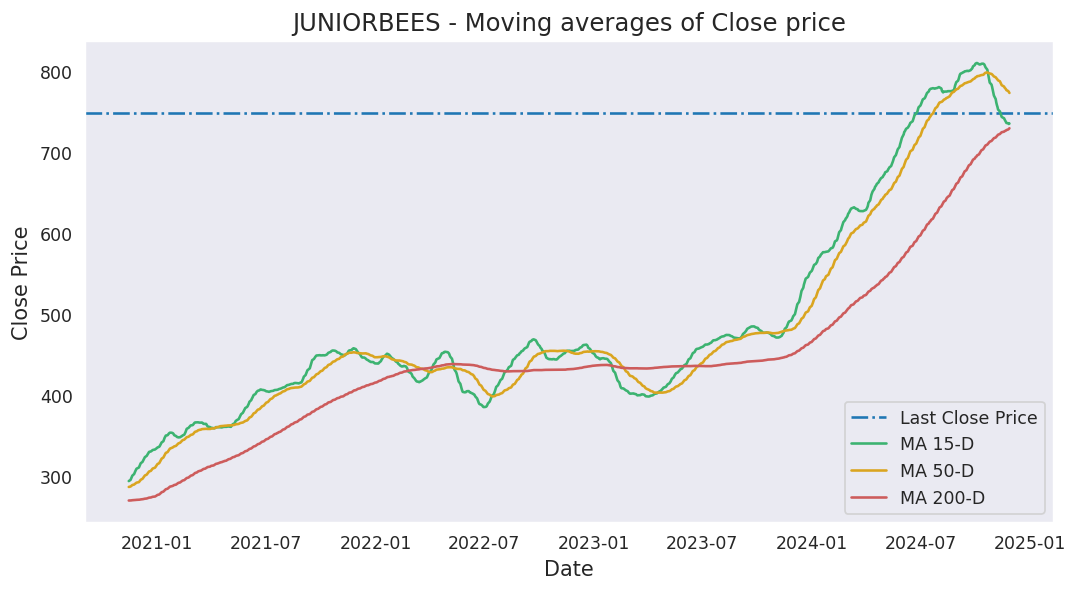 JUNIORBEES - Moving averages of Close price
Close Price
800
700
600
500
400
300
2021-01
2021-07
2022-01
2022-07
2023-01
2023-07
2024-01
2024-07
2025-01
Date
Last Close Price
MA 15-D
MA 50-D
MA 200-D